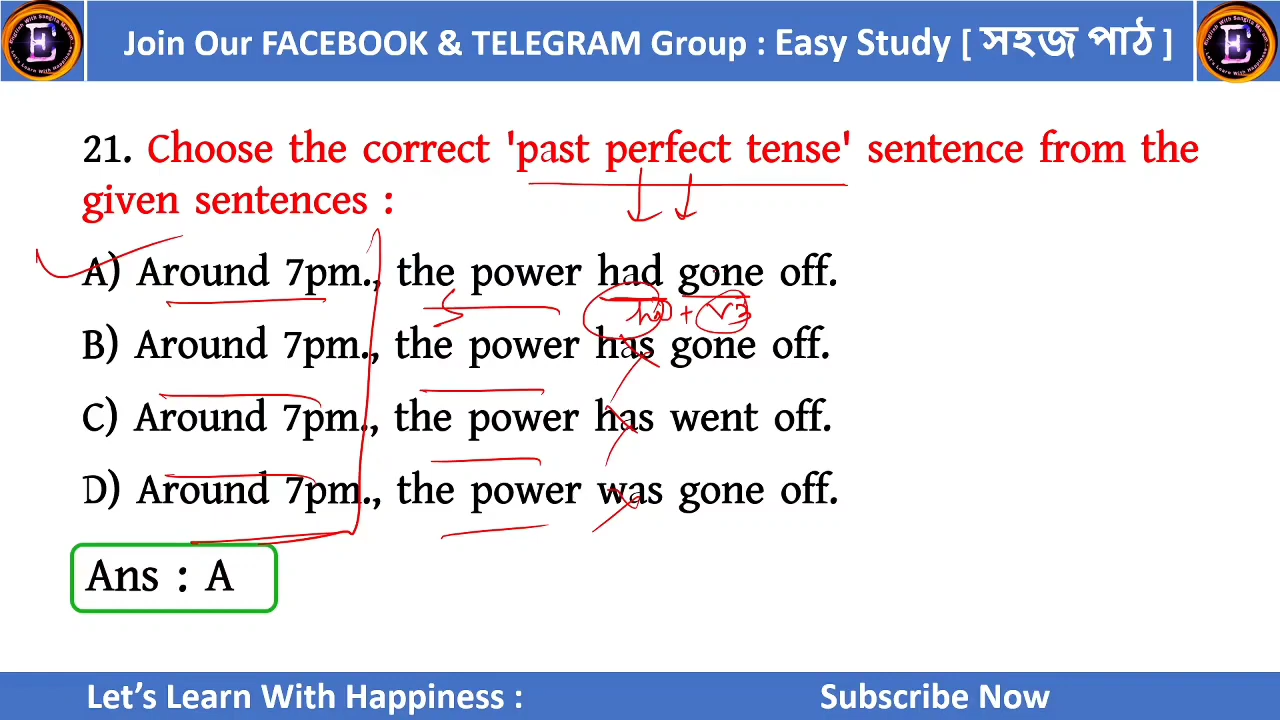 Join Our FACEBOOK & TELEGRAM Group : Easy Study [ সহজ পাঠ ]
21. Choose the correct 'past perfect tense' sentence from the
given sentences :
A) Around 7pm., the power had gone off.
had + V3
B) Around 7pm., the power has gone off.
C) Around 7pm., the power has went off.
D) Around 7pm., the power was gone off.
Ans : A
Let's Learn With Happiness :
Subscribe Now